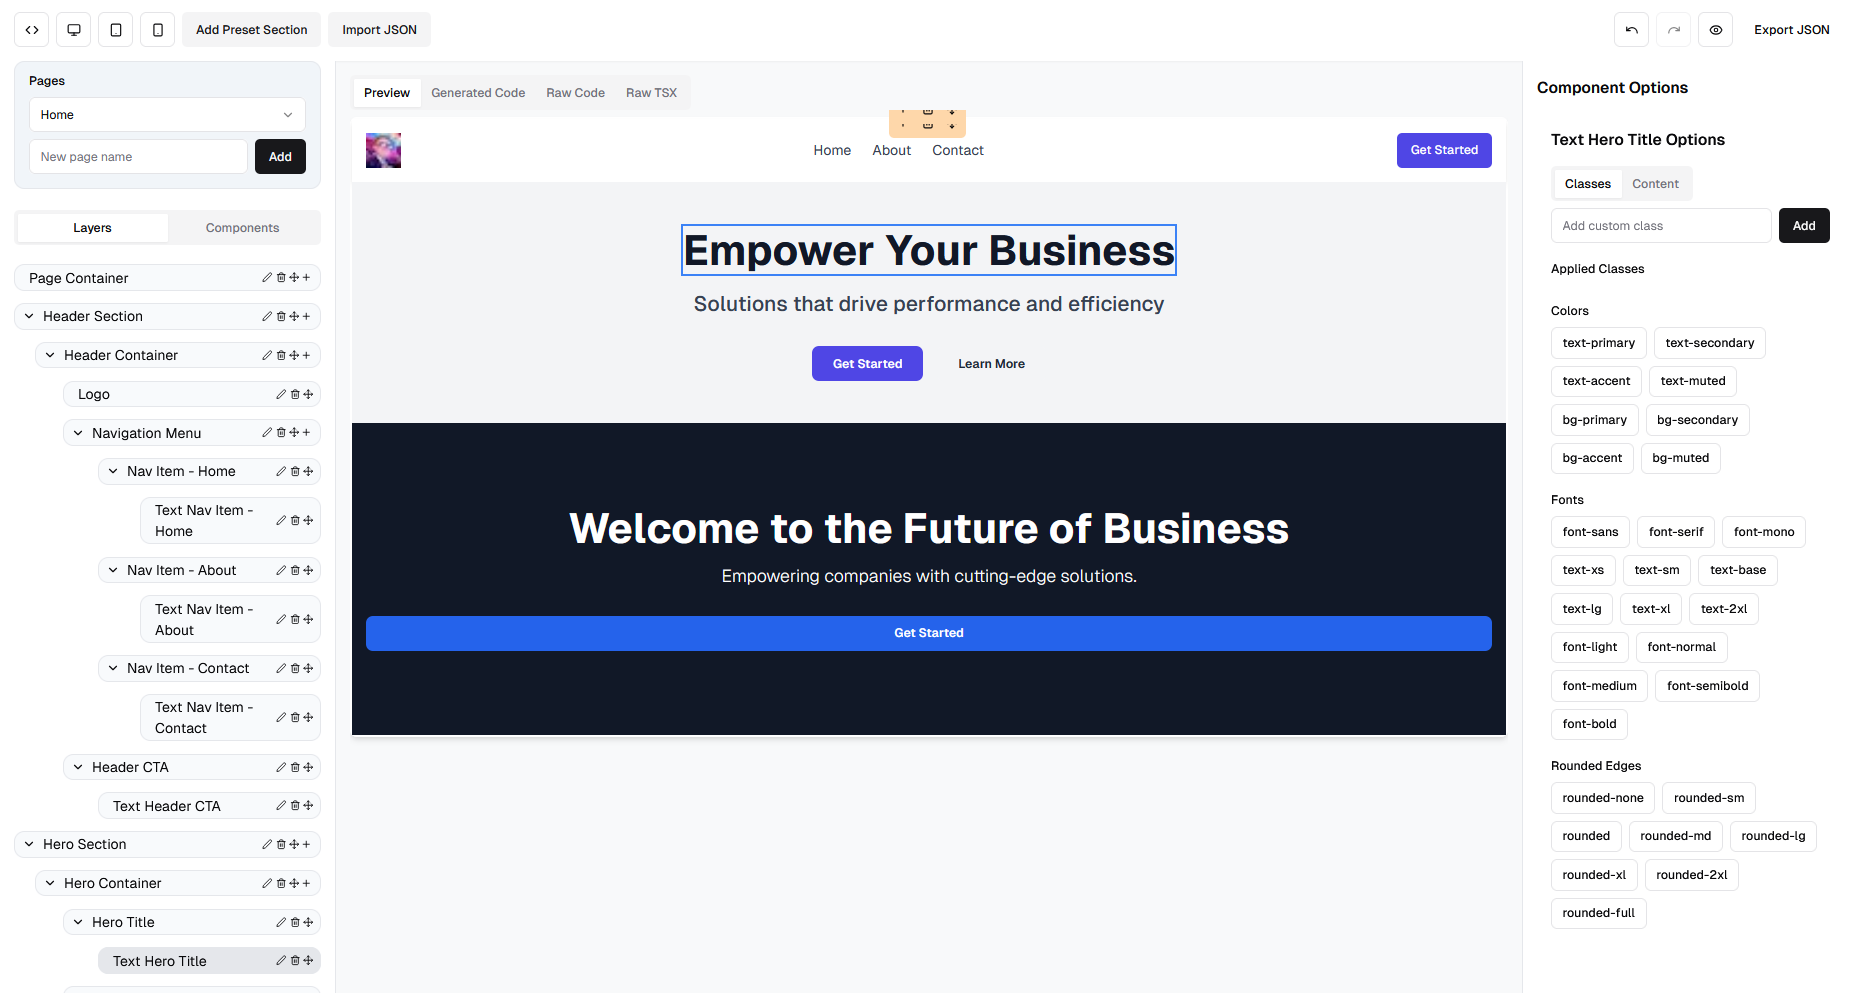 Add Preset Section
Import JSON
Export JSON
Pages
Home
New page name
Add
Layers
Components
Page Container
Header Section
Header Container
Logo
Navigation Menu
Nav Item - Home
Text Nav Item -
Home
Nav Item - About
Text Nav Item -
About
Nav Item - Contact
Text Nav Item -
Contact
Header CTA
Text Header CTA
Hero Section
Hero Container
Hero Title
Text Hero Title
Preview
Generated Code
Raw Code
Raw TSX
Home
About
Contact
Get Started
Empower Your Business
Solutions that drive performance and efficiency
Get Started
Learn More
Welcome to the Future of Business
Empowering companies with cutting-edge solutions.
Get Started
Component Options
Text Hero Title Options
Classes
Content
Add custom class
Add
Applied Classes
Colors
text-primary
text-secondary
text-accent
text-muted
bg-primary
bg-secondary
bg-accent
bg-muted
Fonts
font-sans
font-serif
font-mono
text-xs
text-sm
text-base
text-lg
text-xl
text-2xl
font-light
font-normal
font-medium
font-semibold
font-bold
Rounded Edges
rounded-none
rounded-sm
rounded
rounded-md
rounded-lg
rounded-xl
rounded-2xl
rounded-full